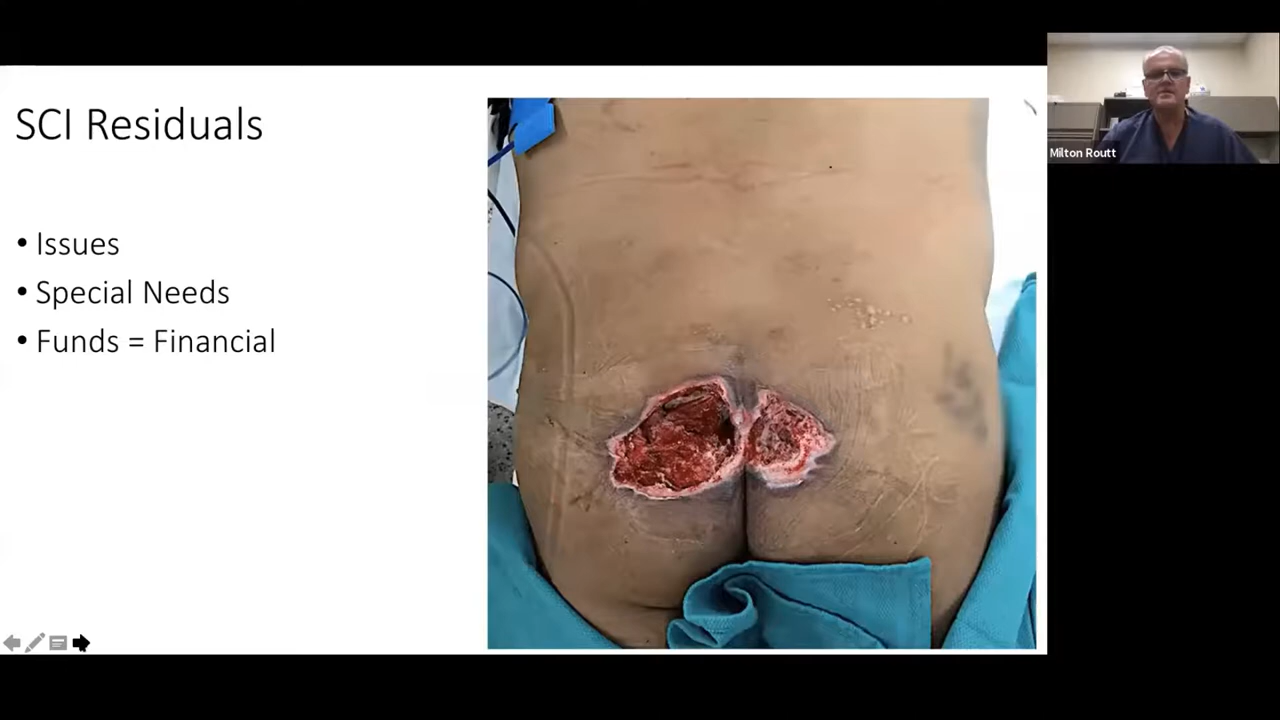 SCI Residuals
• Issues
• Special Needs
• Funds = Financial
Milton Routt